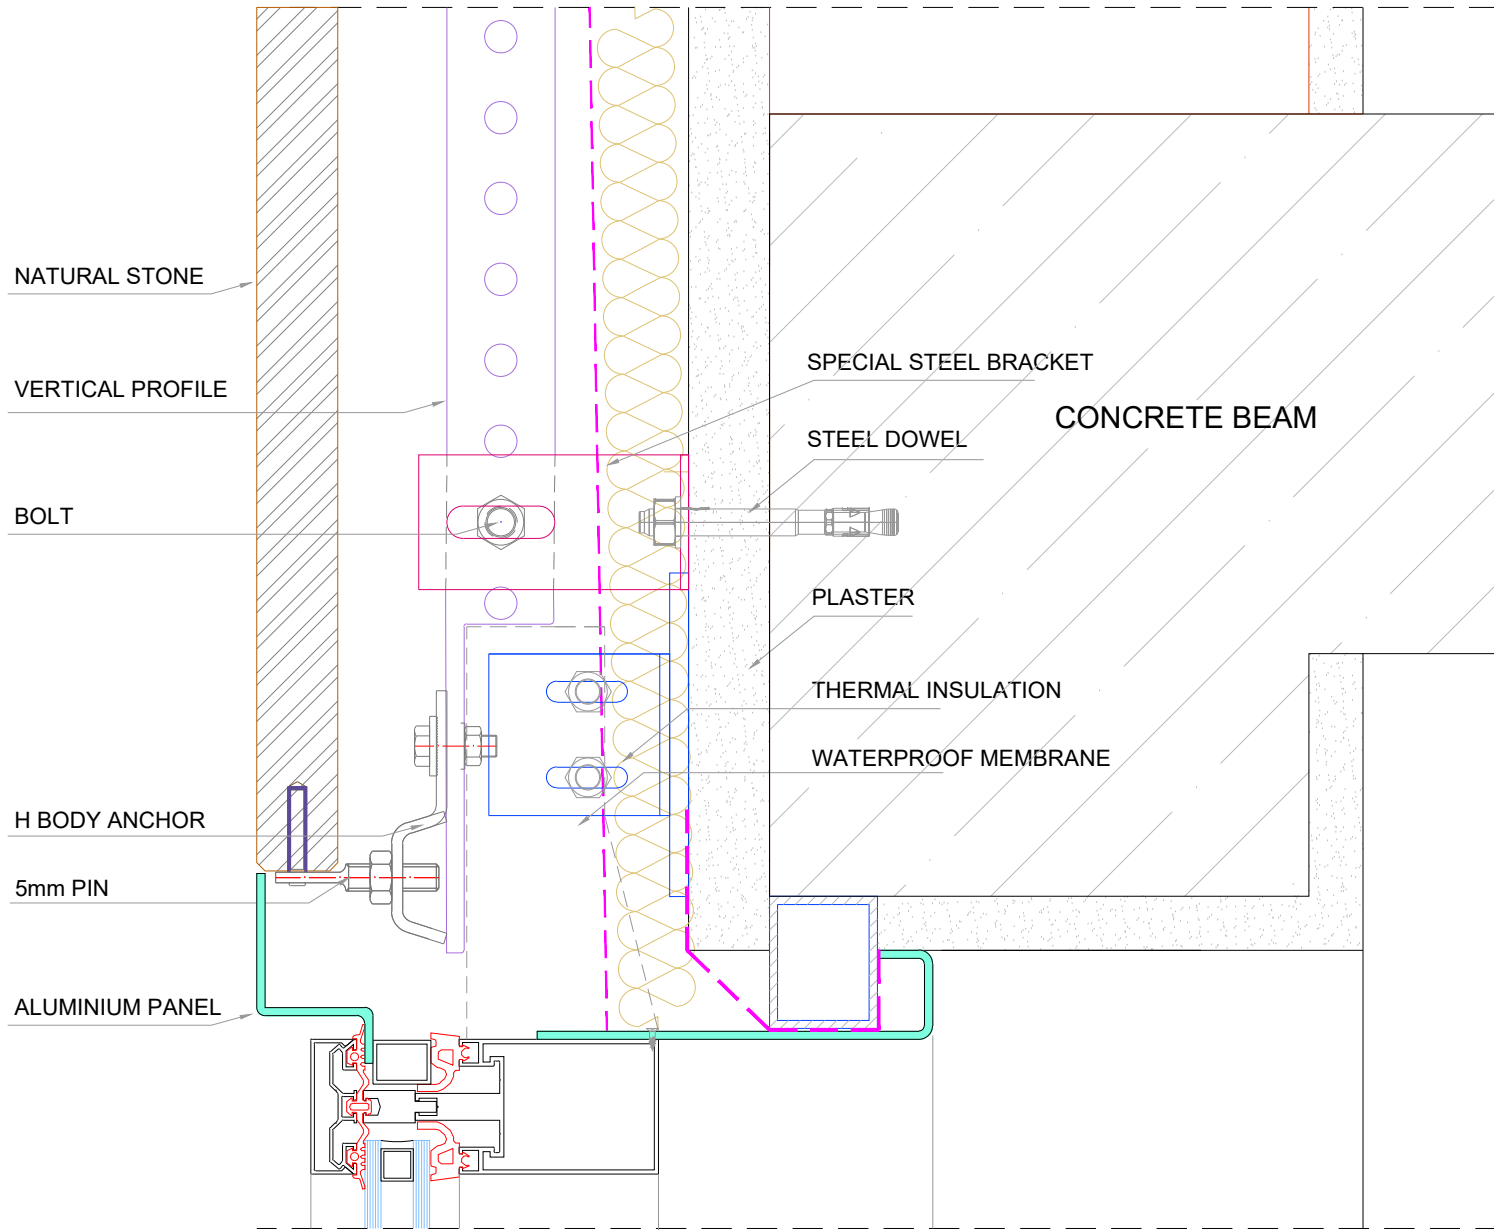 NATURAL STONE
VERTICAL PROFILE
BOLT
H BODY ANCHOR
5mm PIN
ALUMINIUM PANEL
SPECIAL STEEL BRACKET
CONCRETE BEAM
STEEL DOWEL
PLASTER
THERMAL INSULATION
WATERPROOF MEMBRANE